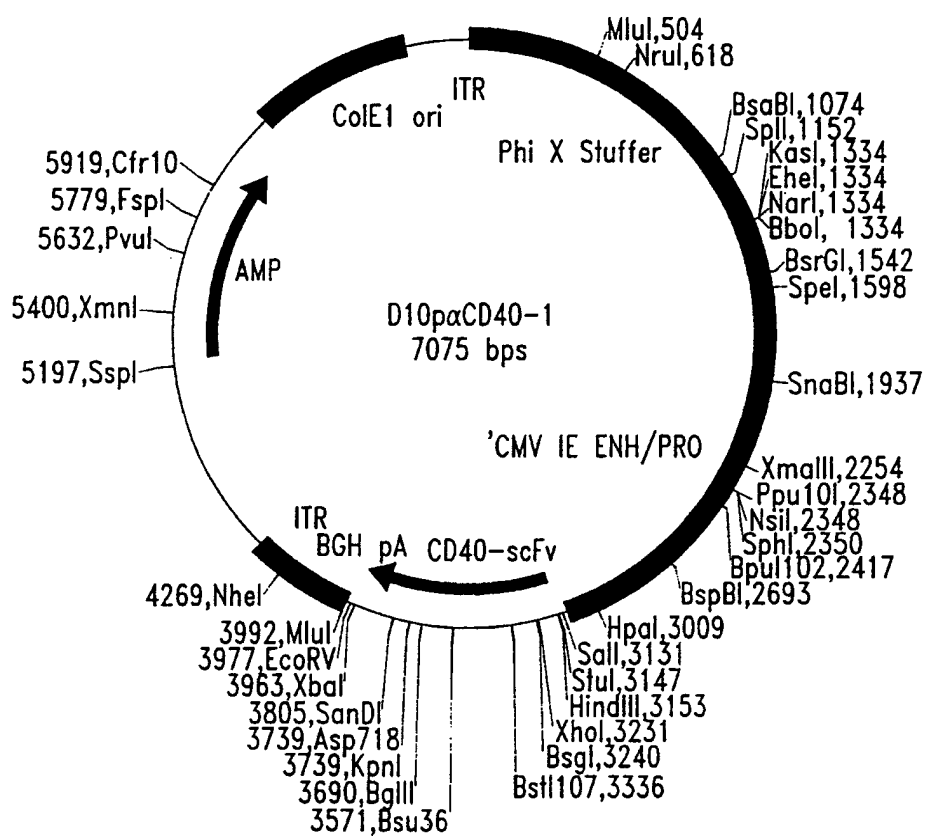 MluI,504
NruI,618
ITR
ColE1 ori
BsaBI,1074
SplI,1152
KasI,1334
EheI,1334
NarI,1334
BboI, 1334
Phi X Stuffer
5919,Cfr10
5779,FspI
5632,PvuI
BsrGI,1542
SpeI,1598
AMP
5400,XmnI
D10pαCD40-1
7075 bps
5197,SspI
SnaBI,1937
'CMV IE ENH/PRO
XmaIII,2254
Ppu10I,2348
NsiI,2348
SphI,2350
BpuI102,2417
BspBI,2693
ITR
BGH pA
CD40-scFv
4269,NheI
3992,MluI
3977,EcoRV
3963,XbaI
3805,SanDI
3739,Asp718
3739,KpnI
3690,BglII
3571,Bsu36
HpaI,3009
SalI,3131
StuI,3147
HindIII,3153
XhoI,3231
BsgI,3240
BstI107,3336